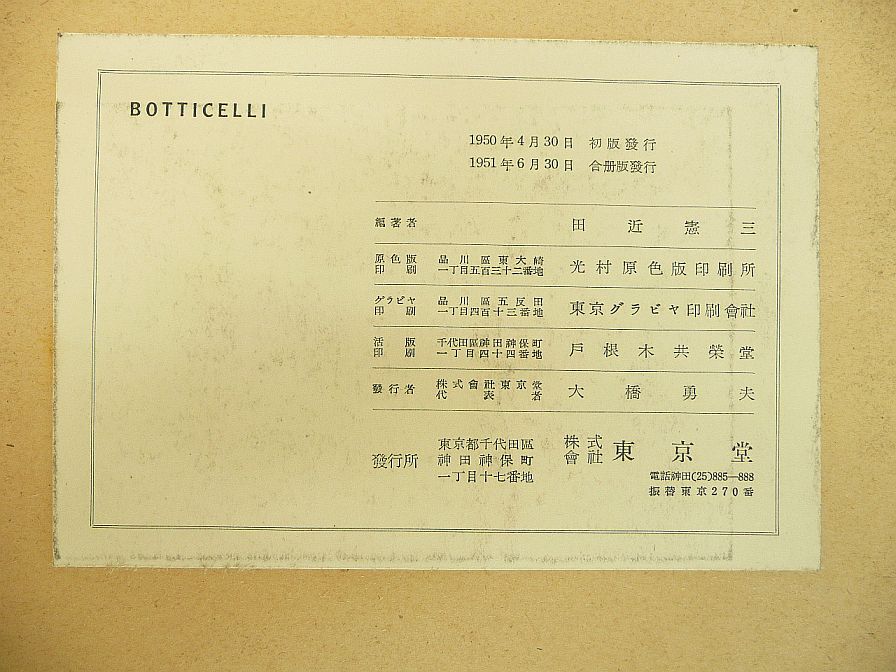 BOTTICELLI
1950年4月30日 初版發行
1951年6月30日 合册版發行
編著者 田近憲三
原色版印刷 品川區東大崎一丁目五百三十二番地 光村原色版印刷所
グラビヤ印刷 品川區五反田一丁目四百十三番地 東京グラビヤ印刷會社
活版印刷 千代田區神田神保町一丁目四十四番地 戶根木共榮堂
發行者 株式會社東京堂代表者 大橋勇夫
發行所 東京都千代田區神田神保町一丁目十七番地 株式會社 東京堂
電話神田(25)885—888
振替東京270番